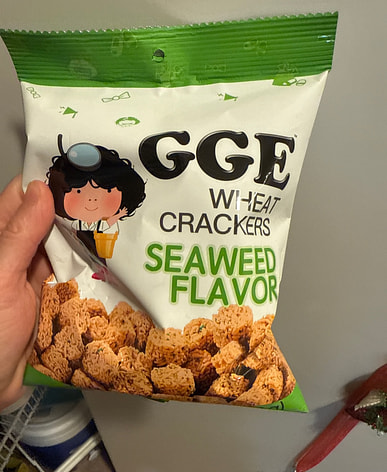 GGE
WHEAT
CRACKERS
SEAWEED
FLAVOR